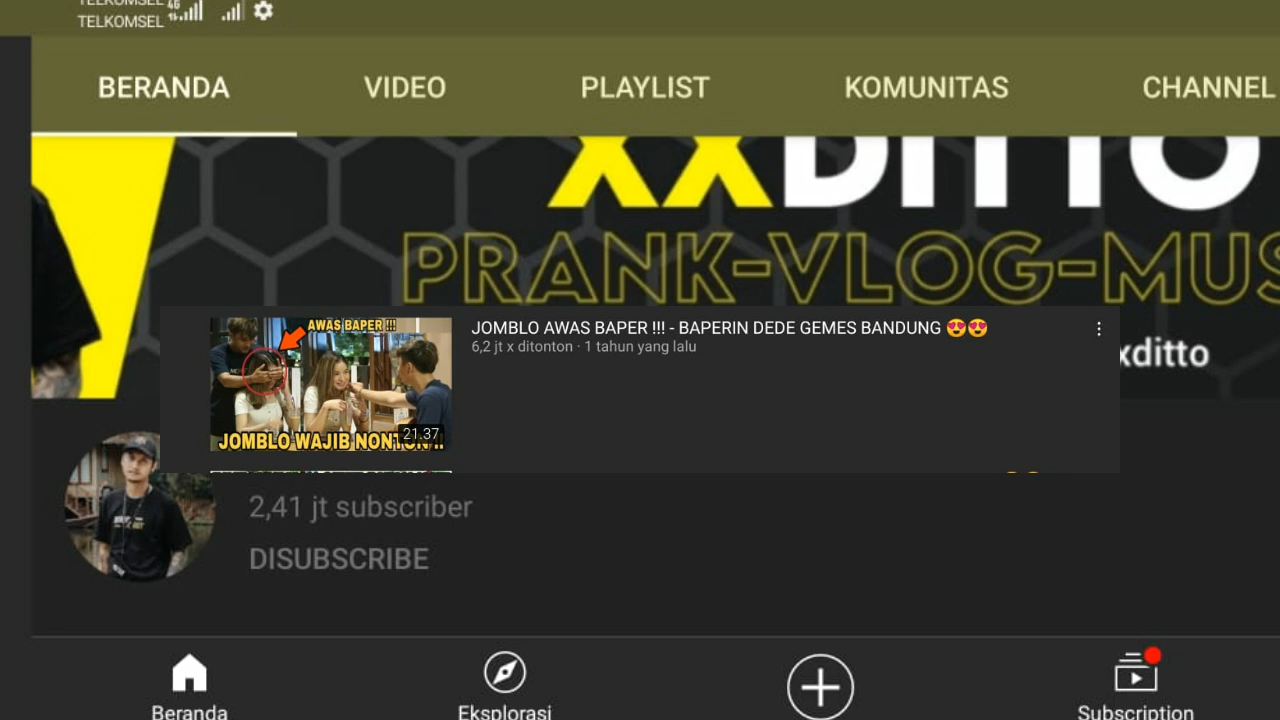 TELKOMSEL 4G
TELKOMSEL
BERANDA VIDEO PLAYLIST KOMUNITAS CHANNEL
XXDITTO
PRANK-VLOG-MUS
xditto
AWAS BAPER !!!
JOMBLO WAJIB NONTON !!
21.37
JOMBLO AWAS BAPER !!! - BAPERIN DEDE GEMES BANDUNG 😍😍
6,2 jt x ditonton · 1 tahun yang lalu
2,41 jt subscriber
DISUBSCRIBE
Beranda Eksplorasi Subscription